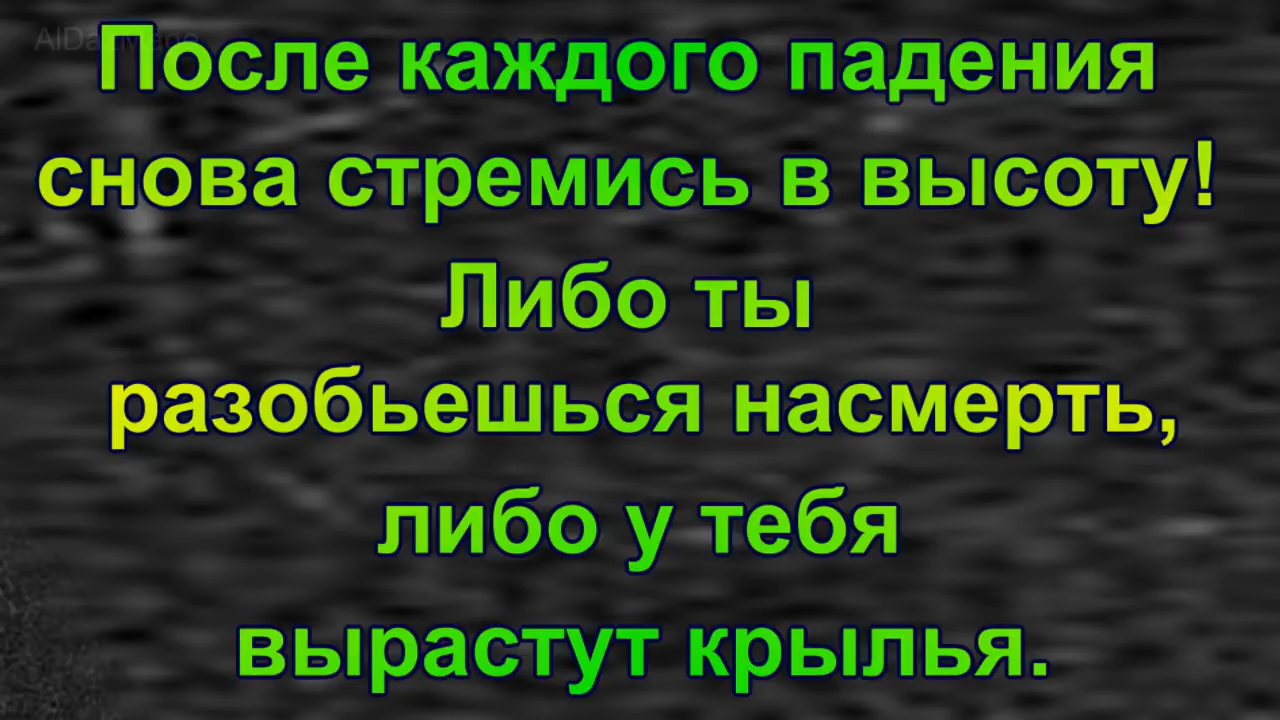 После каждого падения
снова стремись в высоту!
Либо ты
разобьешься насмерть,
либо у тебя
вырастут крылья.